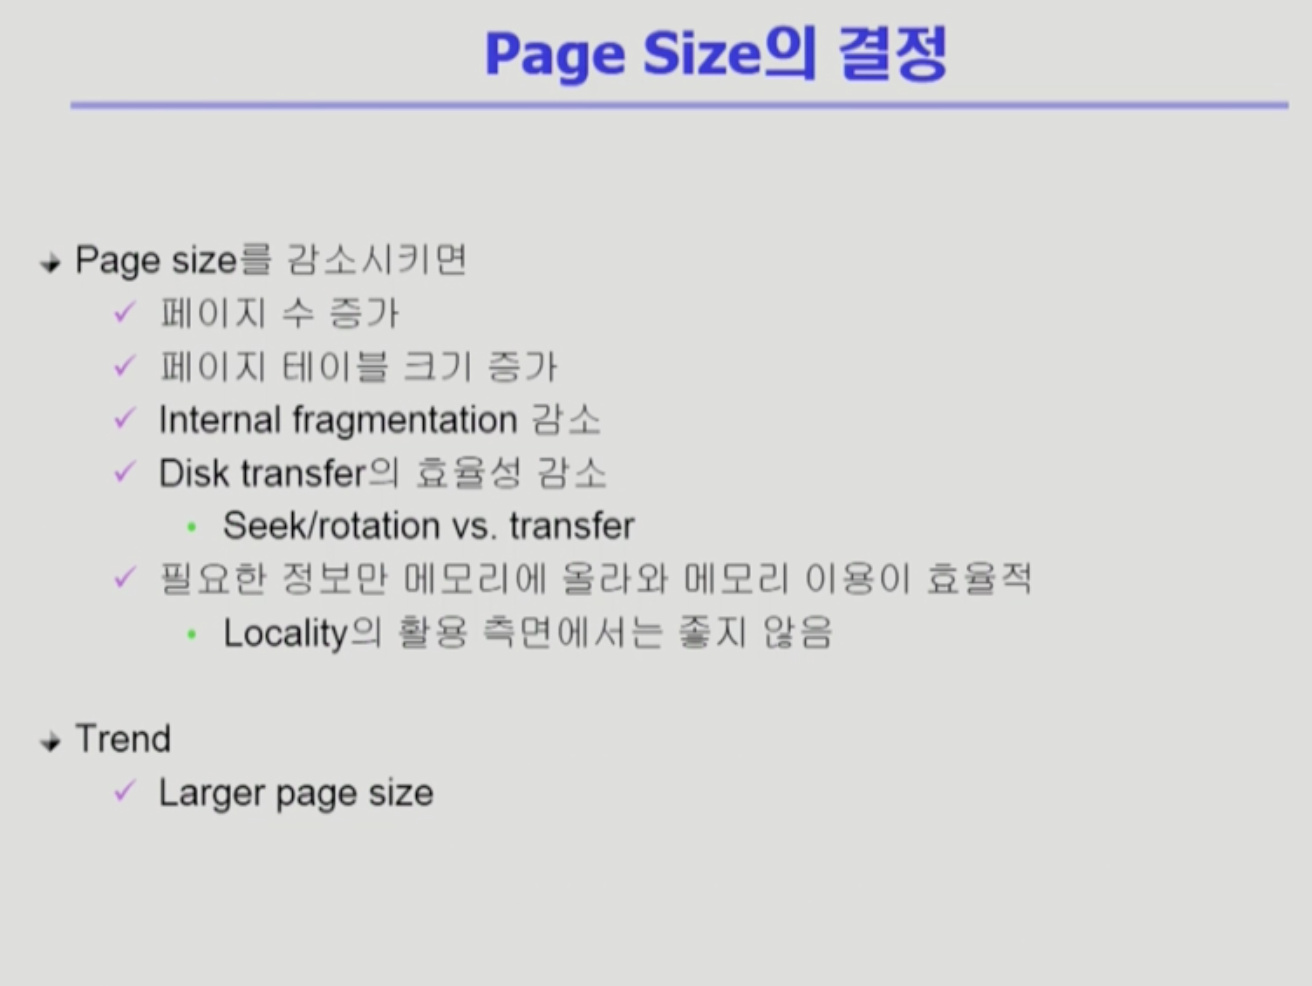 Page Size의 결정
Page size를 감소시키면
페이지 수 증가
페이지 테이블 크기 증가
Internal fragmentation 감소
Disk transfer의 효율성 감소
Seek/rotation vs. transfer
필요한 정보만 메모리에 올라와 메모리 이용이 효율적
Locality의 활용 측면에서는 좋지 않음
Trend
Larger page size